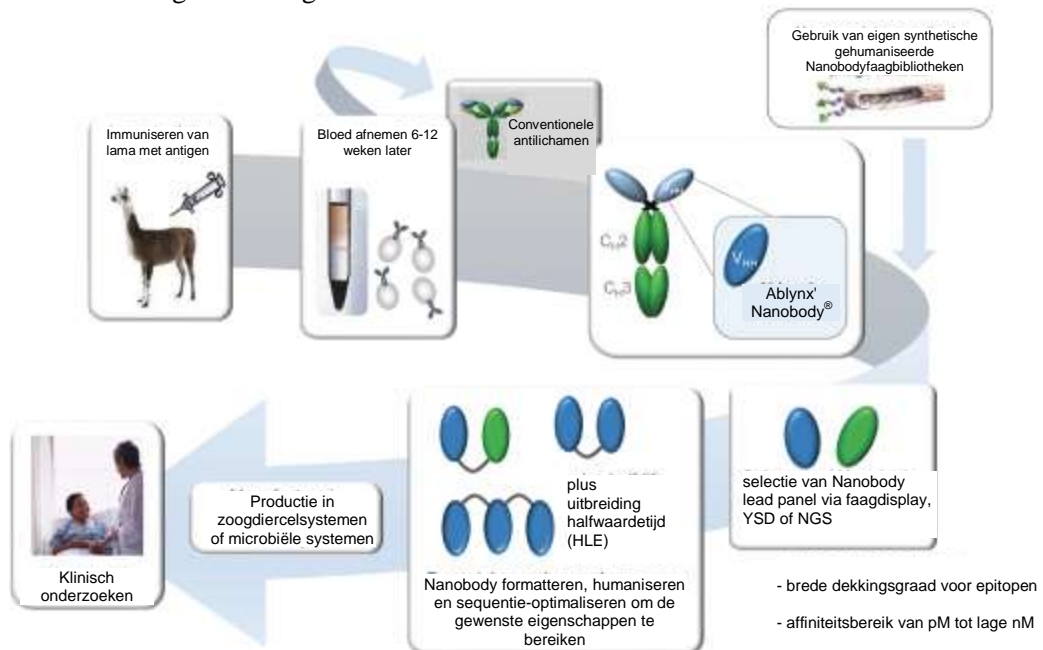 Gebruik van eigen synthetische
gehumaniseerde
Nanobodyfaagbibliotheken
Immuniseren van
lama met antigen
Bloed afnemen 6-12
weken later
Conventionele
antilichamen
CH2
CH3
VHH
Ablynx'
Nanobody®
selectie van Nanobody
lead panel via faagdisplay,
YSD of NGS
plus
uitbreiding
halfwaardetijd
(HLE)
Nanobody formatteren, humaniseren
en sequentie-optimaliseren om de
gewenste eigenschappen te
bereiken
Productie in
zoogdiercelsystemen
of microbiële systemen
Klinisch
onderzoeken
- brede dekkingsgraad voor epitopen
- affiniteitsbereik van pM tot lage nM